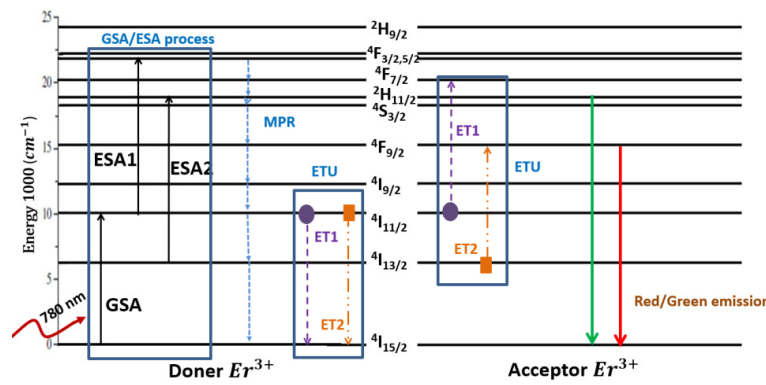 25
20
15
10
5
0
Energy 1000 (cm⁻¹)
GSA/ESA process
ESA1
ESA2
GSA
780 nm
MPR
ETU
ET1
ET2
Doner Er³⁺
²H₉/₂
⁴F₃/₂,₅/₂
⁴F₇/₂
²H₁₁/₂
⁴S₃/₂
⁴F₉/₂
⁴I₉/₂
⁴I₁₁/₂
⁴I₁₃/₂
⁴I₁₅/₂
ET1
ETU
ET2
Red/Green emission
Acceptor Er³⁺